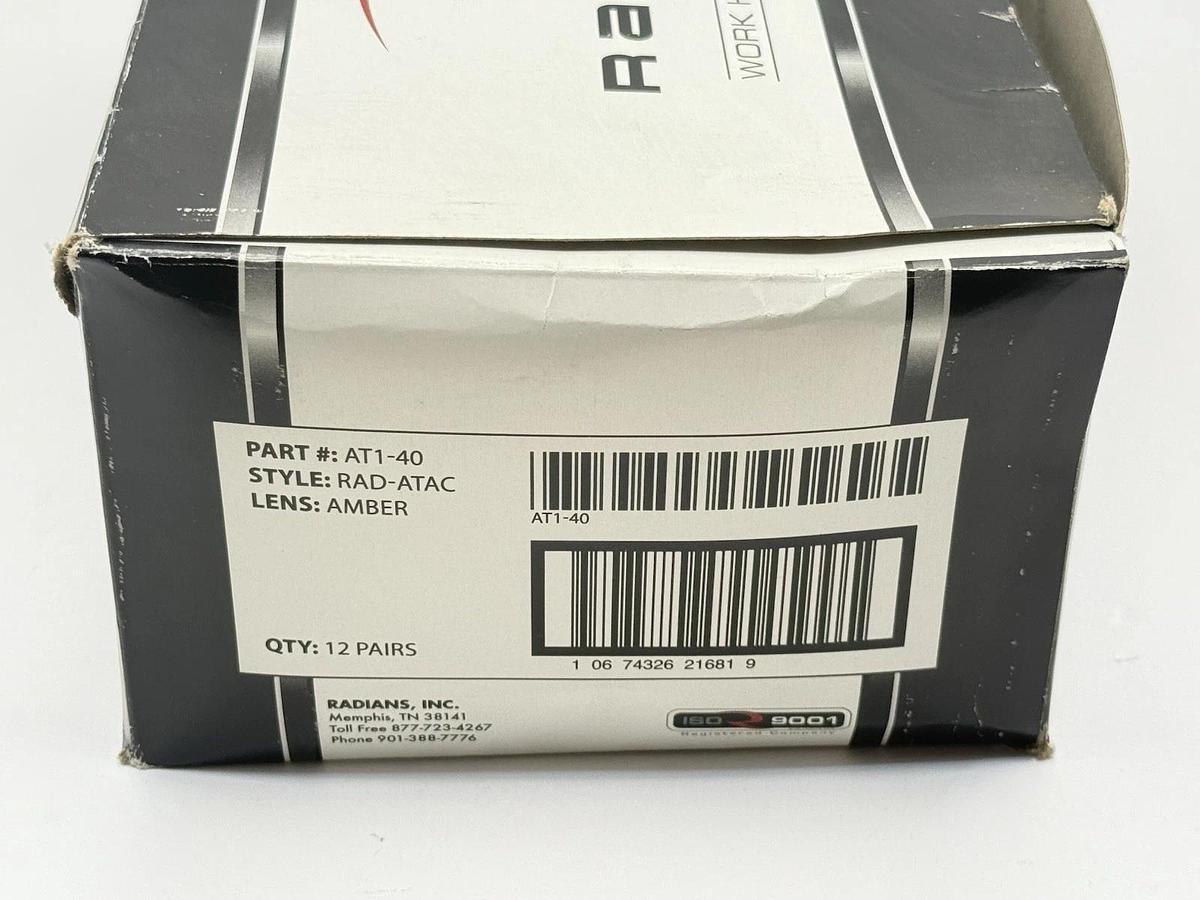 Ra
WORK
PART #: AT1-40
STYLE: RAD-ATAC
LENS: AMBER
QTY: 12 PAIRS
AT1-40
1 06 74326 21681 9
RADIANS, INC.
Memphis, TN 38141
Toll Free 877-723-4267
Phone 901-388-7776
ISO 9001
Registered Company